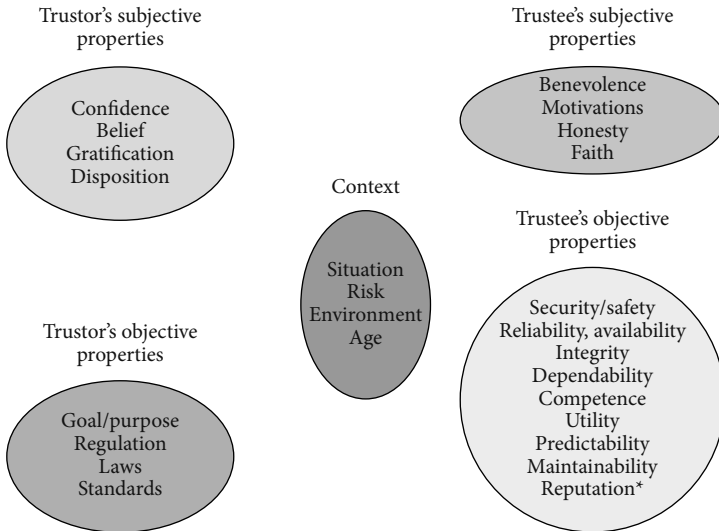 Trustor's subjective
properties
Confidence
Belief
Gratification
Disposition
Trustee's subjective
properties
Benevolence
Motivations
Honesty
Faith
Context
Situation
Risk
Environment
Age
Trustor's objective
properties
Goal/purpose
Regulation
Laws
Standards
Trustee's objective
properties
Security/safety
Reliability, availability
Integrity
Dependability
Competence
Utility
Predictability
Maintainability
Reputation*